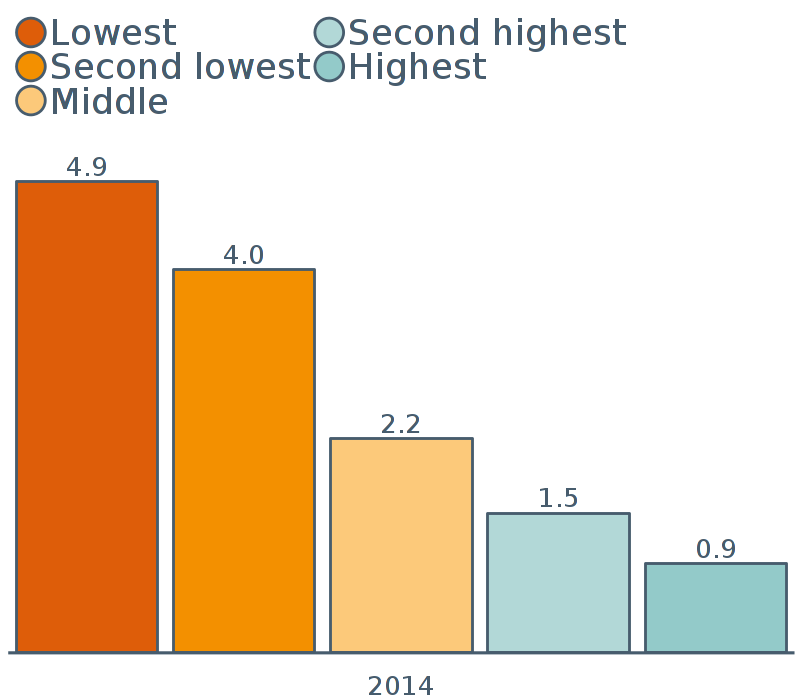 Lowest
Second lowest
Middle
Second highest
Highest
4.9
4.0
2.2
1.5
0.9
2014